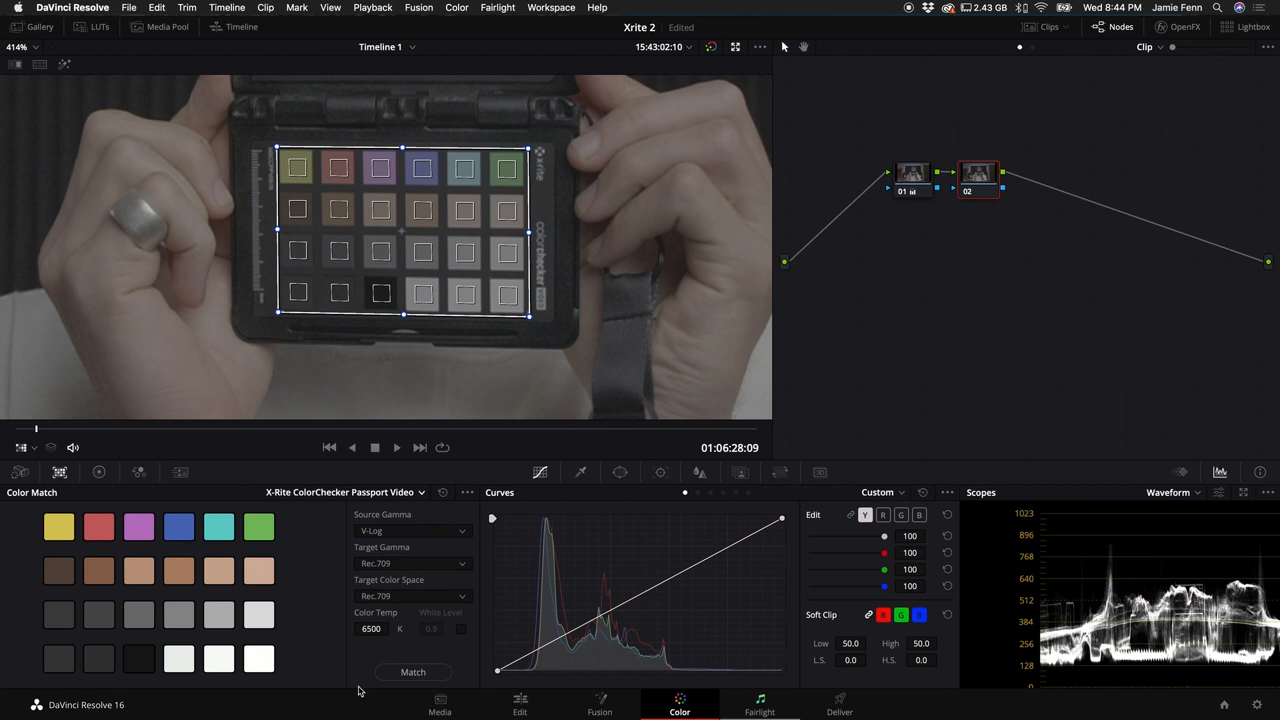 DaVinci Resolve File Edit Trim Timeline Clip Mark View Playback Fusion Color Fairlight Workspace Help 2.43 GB Wed 8:44 PM Jamie Fenn
Gallery LUTs Media Pool Timeline Xrite 2 Edited Clips Nodes OpenFX Lightbox
414% Timeline 1 15:43:02:10 Clip
x-rite
colorchecker
01
02
01:06:28:09
Color Match X-Rite ColorChecker Passport Video Curves Custom Scopes Waveform
Source Gamma
V-Log
Target Gamma
Rec.709
Target Color Space
Rec.709
Color Temp White Level
6500 K 0.9
Match
Edit Y R G B
100
100
100
100
Soft Clip R G B
Low 50.0 High 50.0
L.S. 0.0 H.S. 0.0
1023
896
768
640
512
384
256
128
0
DaVinci Resolve 16
Media Edit Fusion Color Fairlight Deliver